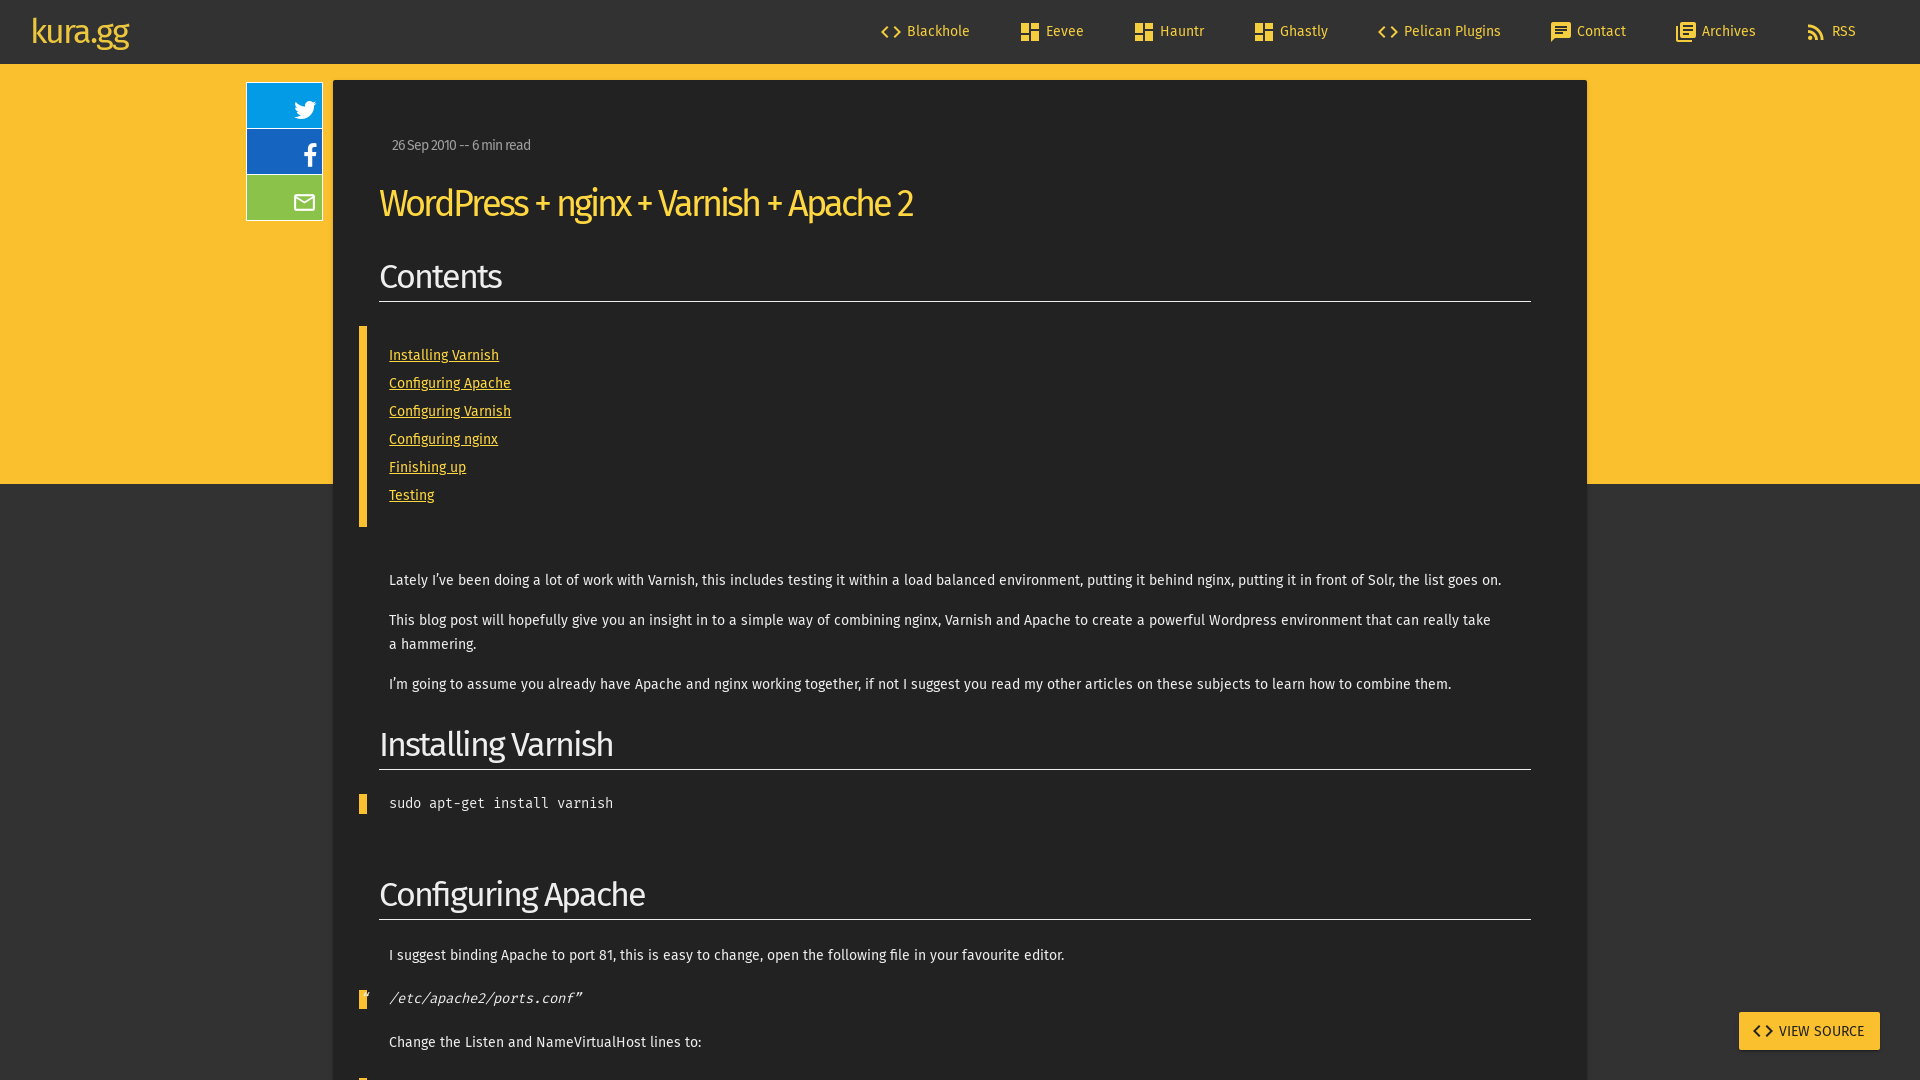 kura.gg
Blackhole
Eevee
Hauntr
Ghastly
Pelican Plugins
Contact
Archives
RSS
26 Sep 2010 -- 6 min read
WordPress + nginx + Varnish + Apache 2
Contents
Installing Varnish
Configuring Apache
Configuring Varnish
Configuring nginx
Finishing up
Testing
Lately I’ve been doing a lot of work with Varnish, this includes testing it within a load balanced environment, putting it behind nginx, putting it in front of Solr, the list goes on.
This blog post will hopefully give you an insight in to a simple way of combining nginx, Varnish and Apache to create a powerful Wordpress environment that can really take
a hammering.
I’m going to assume you already have Apache and nginx working together, if not I suggest you read my other articles on these subjects to learn how to combine them.
Installing Varnish
sudo apt-get install varnish
Configuring Apache
I suggest binding Apache to port 81, this is easy to change, open the following file in your favourite editor.
/etc/apache2/ports.conf”
Change the Listen and NameVirtualHost lines to:
VIEW SOURCE